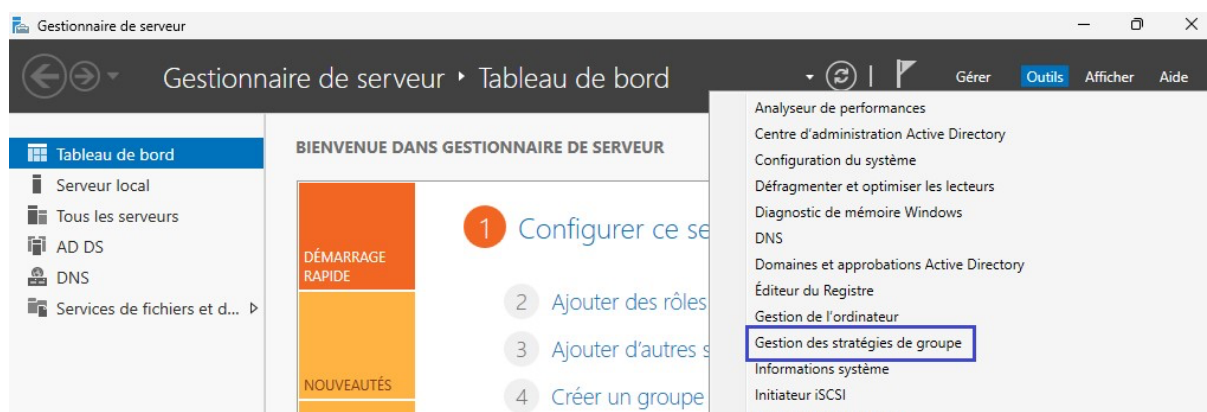 Gestionnaire de serveur
Gestionnaire de serveur ‣ Tableau de bord
Gérer
Outils
Afficher
Aide
Tableau de bord
Serveur local
Tous les serveurs
AD DS
DNS
Services de fichiers et d...
BIENVENUE DANS GESTIONNAIRE DE SERVEUR
DÉMARRAGE
RAPIDE
NOUVEAUTÉS
1 Configurer ce se
2 Ajouter des rôles
3 Ajouter d'autres s
4 Créer un groupe
Analyseur de performances
Centre d'administration Active Directory
Configuration du système
Défragmenter et optimiser les lecteurs
Diagnostic de mémoire Windows
DNS
Domaines et approbations Active Directory
Éditeur du Registre
Gestion de l'ordinateur
Gestion des stratégies de groupe
Informations système
Initiateur iSCSI